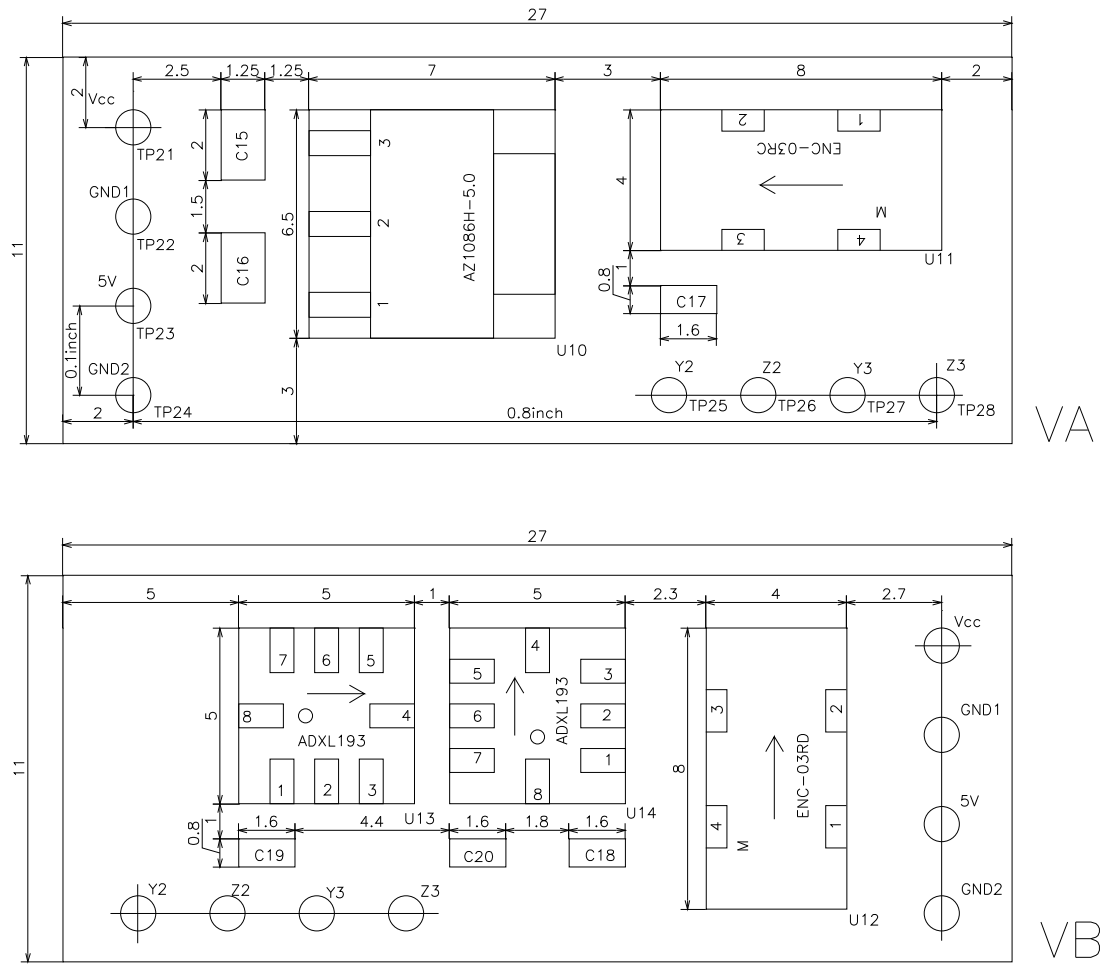 27
2.5 1.25 1.25 7 3 8 2
2
Vcc
TP21
2
C15
3
2 1
ENC-03RC
GND1
TP22
1.5
6.5
2
AZ1086H-5.0
4
M
11
5V
TP23
2
C16
1
3 4
U11
0.8 1
C17
1.6
U10
0.1inch
GND2
TP24
3
Y2 Z2 Y3 Z3
TP25 TP26 TP27 TP28
2
0.8inch
VA
27
5 5 1 5 2.3 4 2.7
Vcc
7 6 5
4
5 3
3 2
GND1
5
8 4
6 2
ADXL193
ADXL193
7 1
11
8
ENC-03RD
5V
1 2 3
8
U13
U14
4 1
M
0.8 1
1.6 4.4 1.6 1.8 1.6
C19 C20 C18
Y2 Z2 Y3 Z3
GND2
U12
VB